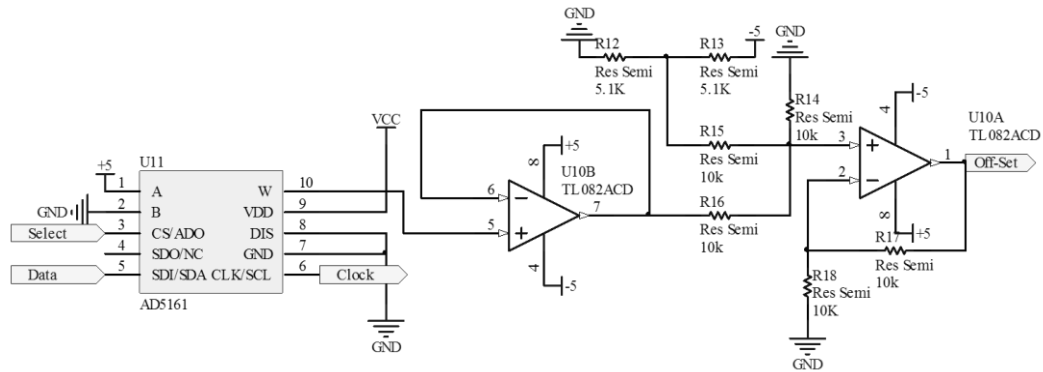 GND
R12
Res Semi
5.1K
R13
Res Semi
5.1K
-5
GND
R14
Res Semi
10k
R15
Res Semi
10k
R16
Res Semi
10k
4
-5
U10A
TL082ACD
3
2
1
Off-Set
8
+5
R17
Res Semi
10k
R18
Res Semi
10K
GND
VCC
+5
8
U10B
TL082ACD
6
5
7
4
-5
U11
+5
1
A
W
10
GND
2
B
VDD
9
Select
3
CS/ADO
DIS
8
4
SDO/NC
GND
7
Data
5
SDI/SDA
CLK/SCL
6
Clock
AD5161
GND